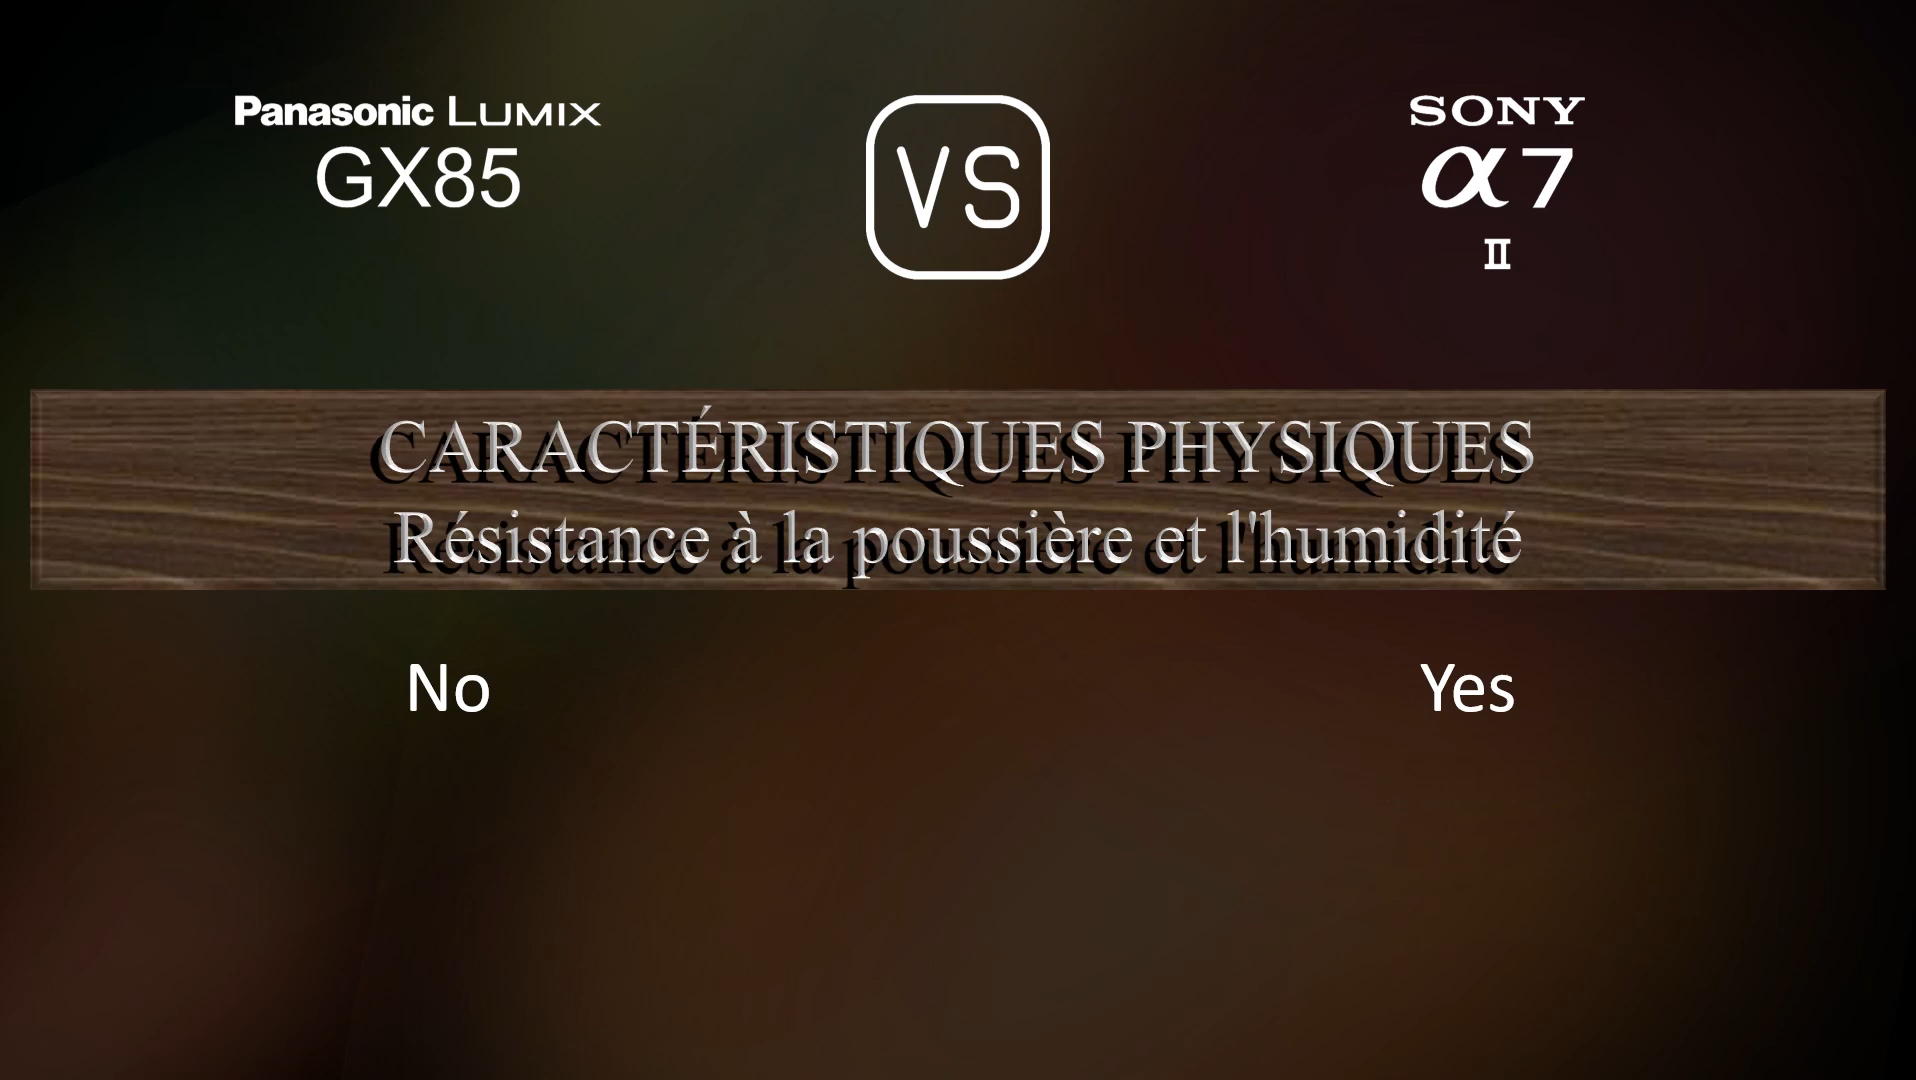 Panasonic LUMIX
GX85
VS
SONY
α7
II
CARACTÉRISTIQUES PHYSIQUES
Résistance à la poussière et l'humidité
No
Yes